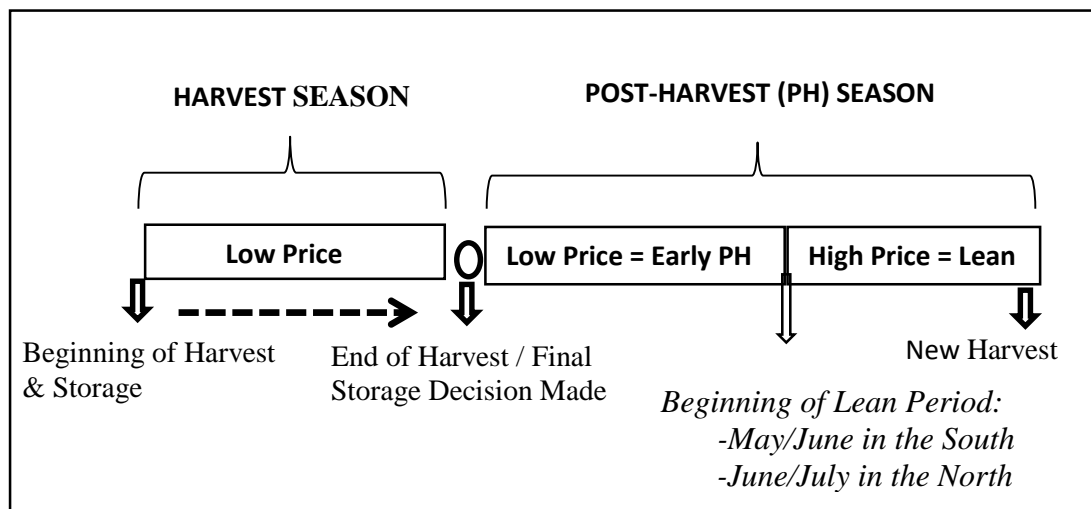 HARVEST SEASON
POST-HARVEST (PH) SEASON
Low Price
Low Price = Early PH
High Price = Lean
Beginning of Harvest
& Storage
End of Harvest / Final
Storage Decision Made
New Harvest
Beginning of Lean Period:
-May/June in the South
-June/July in the North